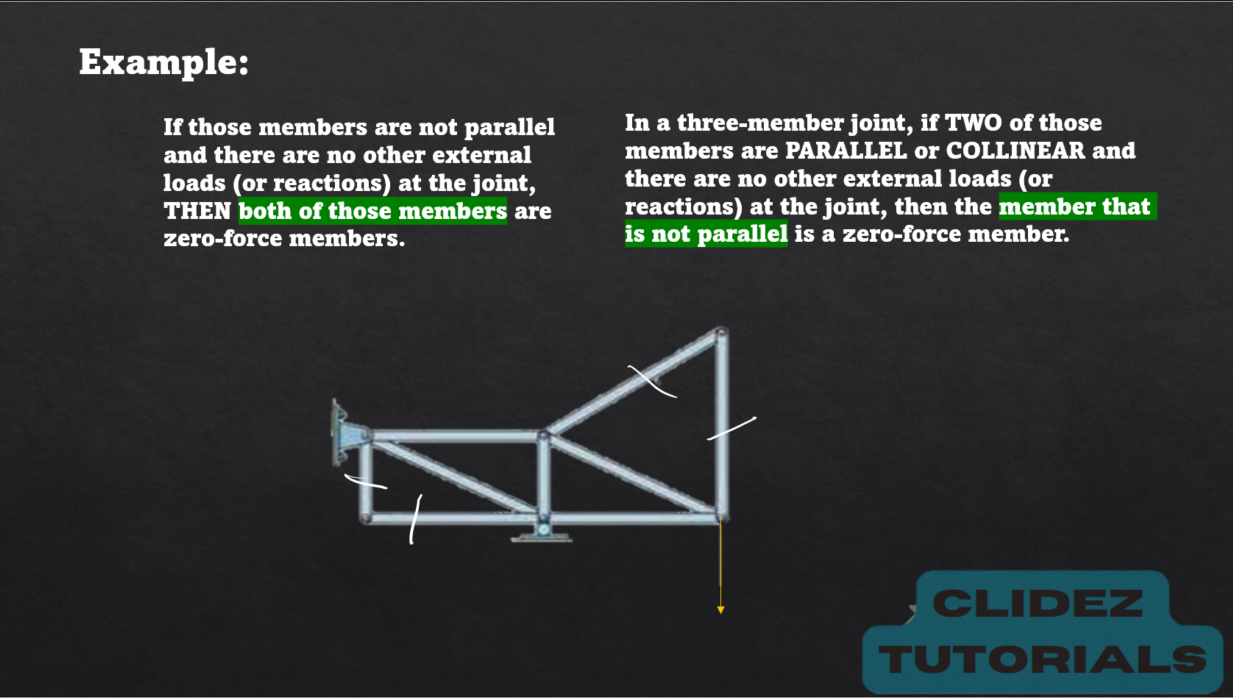 Example:
If those members are not parallel
and there are no other external
loads (or reactions) at the joint,
THEN both of those members are
zero-force members.
In a three-member joint, if TWO of those
members are PARALLEL or COLLINEAR and
there are no other external loads (or
reactions) at the joint, then the member that
is not parallel is a zero-force member.
CLIDEZ
TUTORIALS